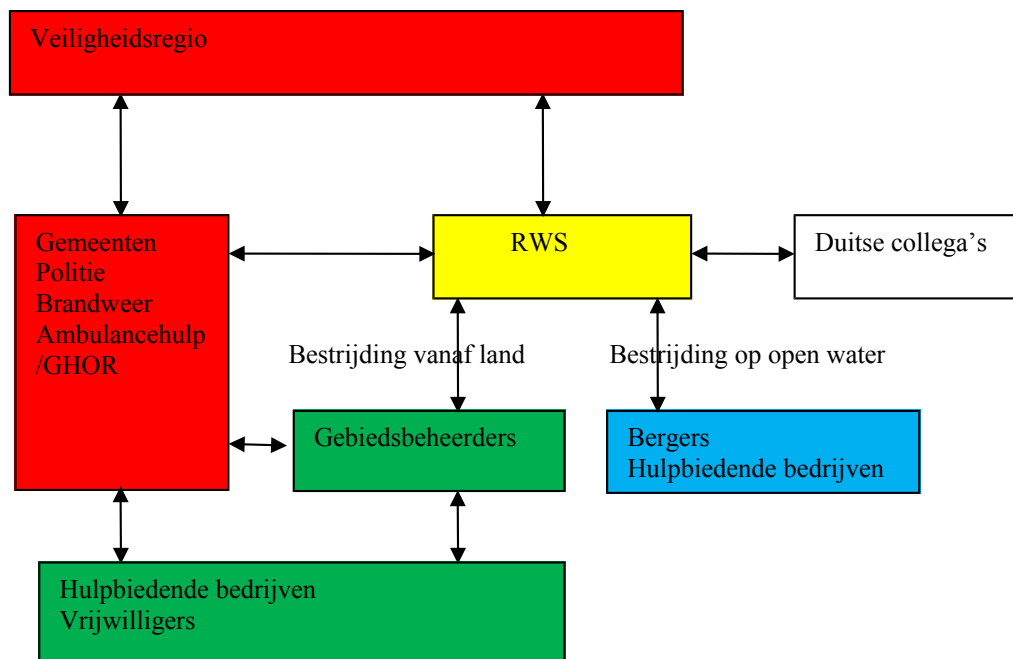 Veiligheidsregio
Gemeenten
Politie
Brandweer
Ambulancehulp
/GHOR
RWS
Duitse collega’s
Bestrijding vanaf land
Bestrijding op open water
Gebiedsbeheerders
Bergers
Hulpbiedende bedrijven
Hulpbiedende bedrijven
Vrijwilligers